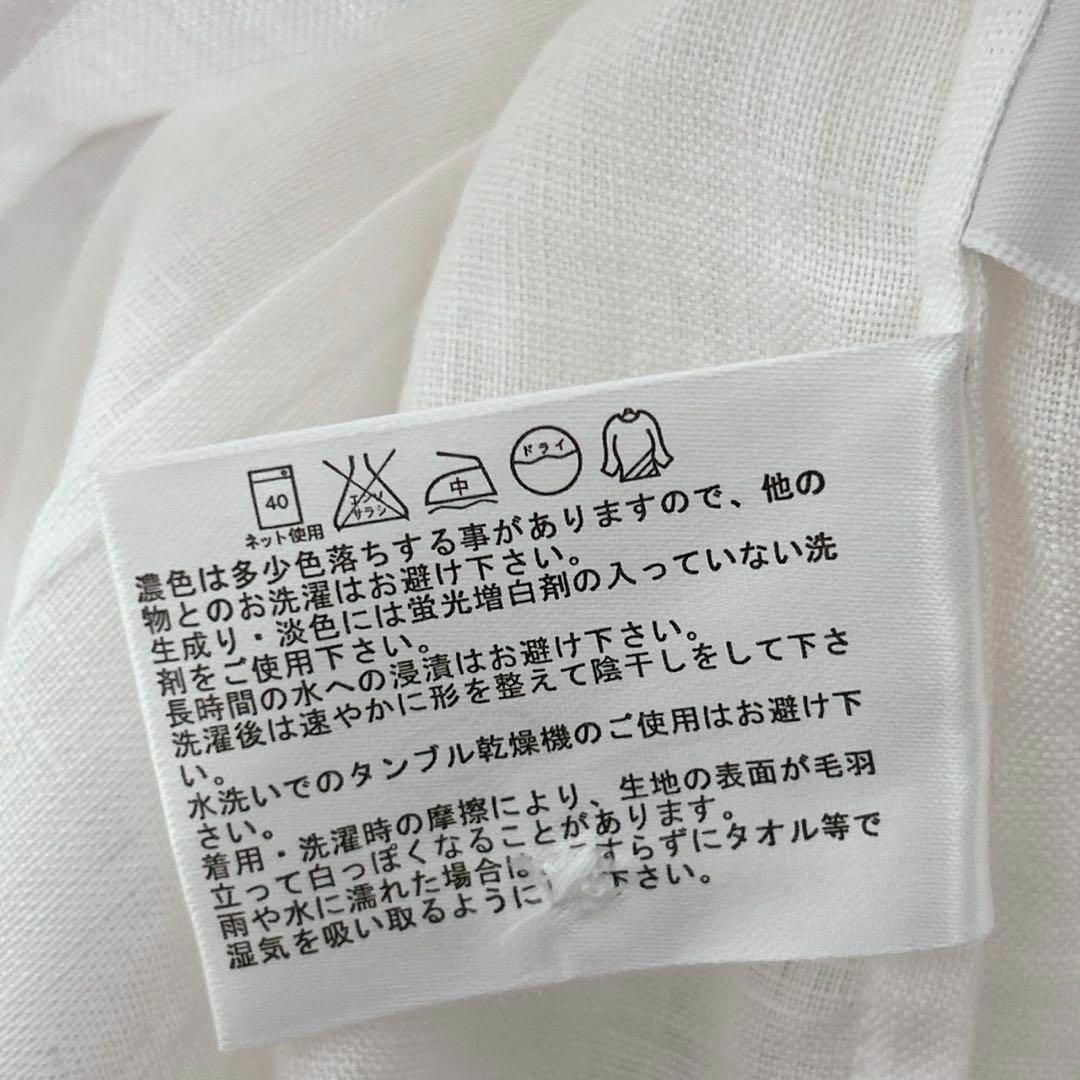 40
ネット使用
エンソ
サラシ
中
ドライ
濃色は多少色落ちする事がありますので、他の
物とのお洗濯はお避け下さい。
生成り・淡色には蛍光増白剤の入っていない洗
剤をご使用下さい。
長時間の水への浸漬はお避け下さい。
洗濯後は速やかに形を整えて陰干しをして下さ
い。
水洗いでのタンブル乾燥機のご使用はお避け下
さい。
着用・洗濯時の摩擦により、生地の表面が毛羽
立って白っぽくなることがあります。
雨や水に濡れた場合は、こすらずにタオル等で
湿気を吸い取るように 下さい。